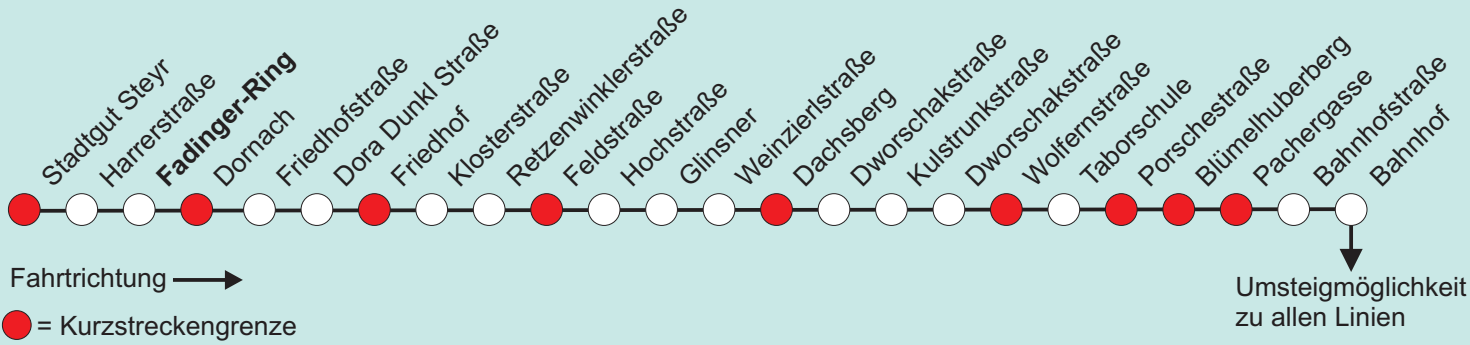 Stadtgut Steyr
Harrerstraße
Fadinger-Ring
Dornach
Friedhofstraße
Dora Dunkl Straße
Friedhof
Klosterstraße
Retzenwinklerstraße
Feldstraße
Hochstraße
Glinsner
Weinzierlstraße
Dachsberg
Dworschakstraße
Kulstrunkstraße
Dworschakstraße
Wolfernstraße
Taborschule
Porschestraße
Blümelhuberberg
Pachergasse
Bahnhofstraße
Bahnhof
Fahrtrichtung
= Kurzstreckengrenze
Umsteigmöglichkeit
zu allen Linien